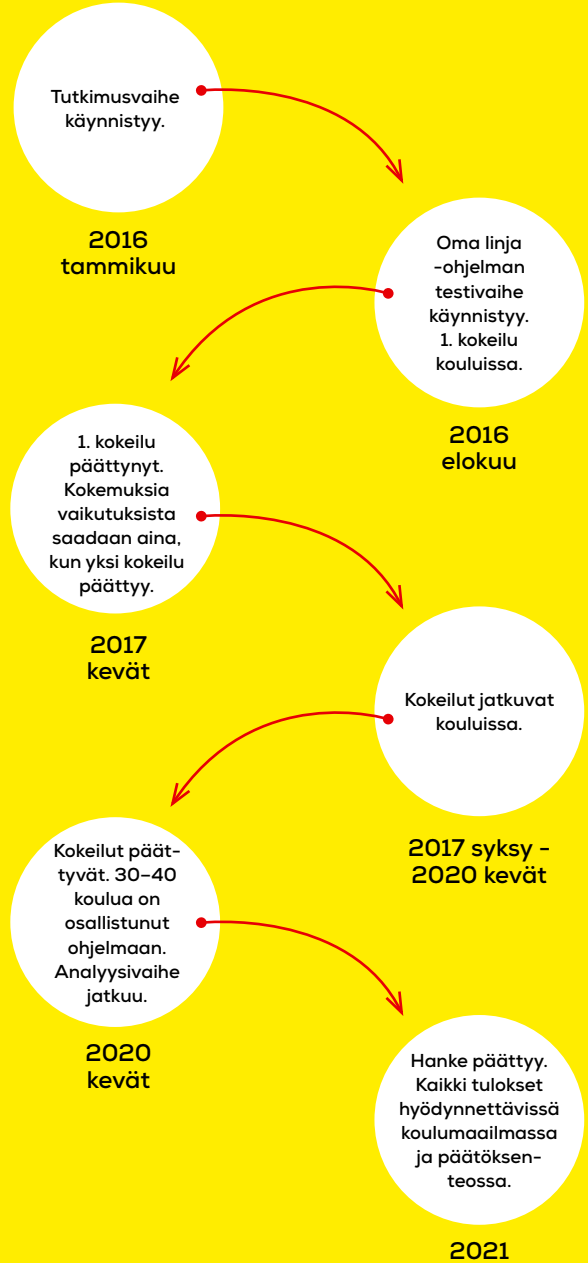 Tutkimusvaihe
käynnistyy.
2016
tammikuu
Oma linja
-ohjelman
testivaihe
käynnistyy.
1. kokeilu
kouluissa.
2016
elokuu
1. kokeilu
päättynyt.
Kokemuksia
vaikutuksista
saadaan aina,
kun yksi kokeilu
päättyy.
2017
kevät
Kokeilut jatkuvat
kouluissa.
2017 syksy -
2020 kevät
Kokeilut päät-
tyvät. 30–40
koulua on
osallistunut
ohjelmaan.
Analyysivaihe
jatkuu.
2020
kevät
Hanke päättyy.
Kaikki tulokset
hyödynnettävissä
koulumaailmassa
ja päätöksen-
teossa.
2021